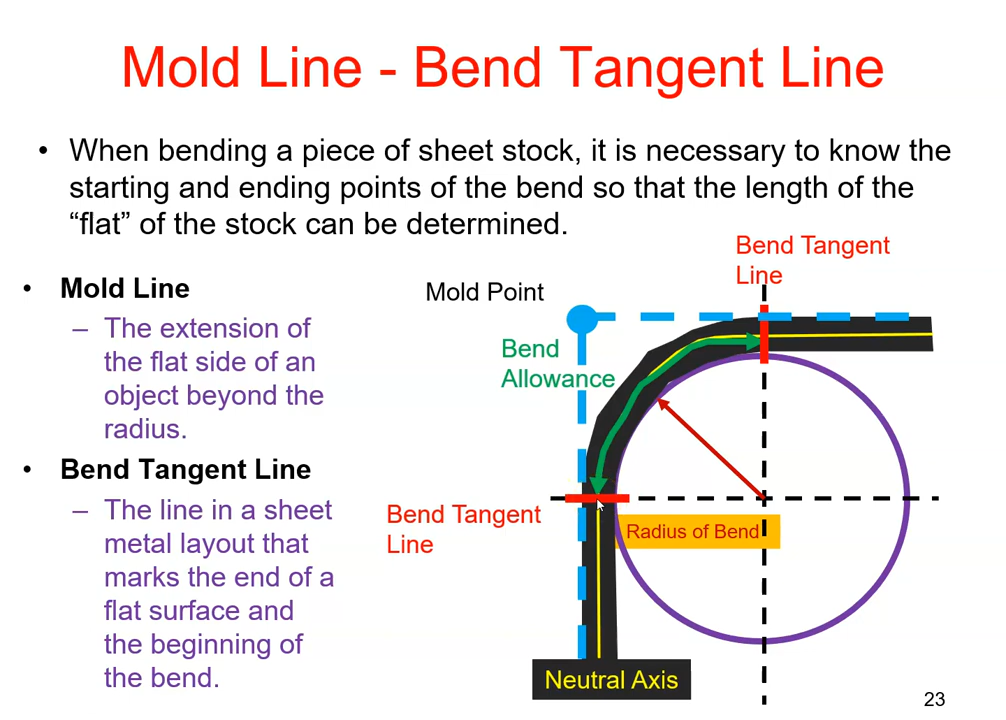 Mold Line - Bend Tangent Line
• When bending a piece of sheet stock, it is necessary to know the
starting and ending points of the bend so that the length of the
“flat” of the stock can be determined.
• Mold Line
– The extension of
the flat side of an
object beyond the
radius.
• Bend Tangent Line
– The line in a sheet
metal layout that
marks the end of a
flat surface and
the beginning of
the bend.
Bend Tangent
Line
Mold Point
Bend
Allowance
Bend Tangent
Line
Radius of Bend
Neutral Axis
23